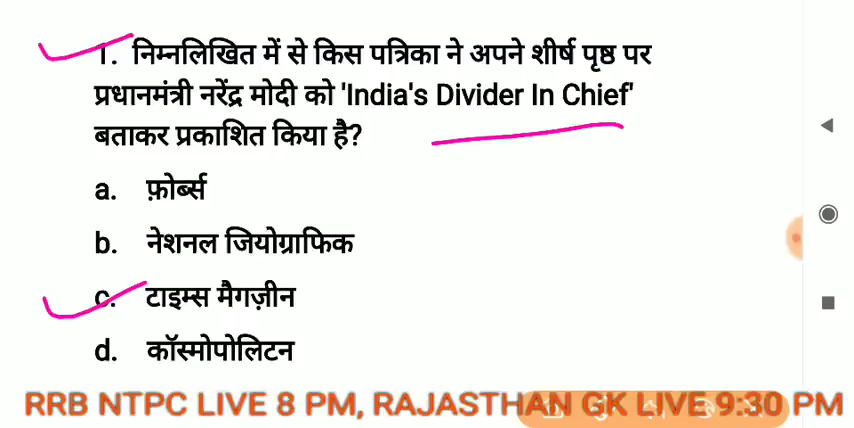 1. निम्नलिखित में से किस पत्रिका ने अपने शीर्ष पृष्ठ पर
प्रधानमंत्री नरेंद्र मोदी को 'India's Divider In Chief'
बताकर प्रकाशित किया है?
a. फ़ोर्ब्स
b. नेशनल जियोग्राफिक
c. टाइम्स मैगज़ीन
d. कॉस्मोपोलिटन
RRB NTPC LIVE 8 PM, RAJASTHAN GK LIVE 9:30 PM